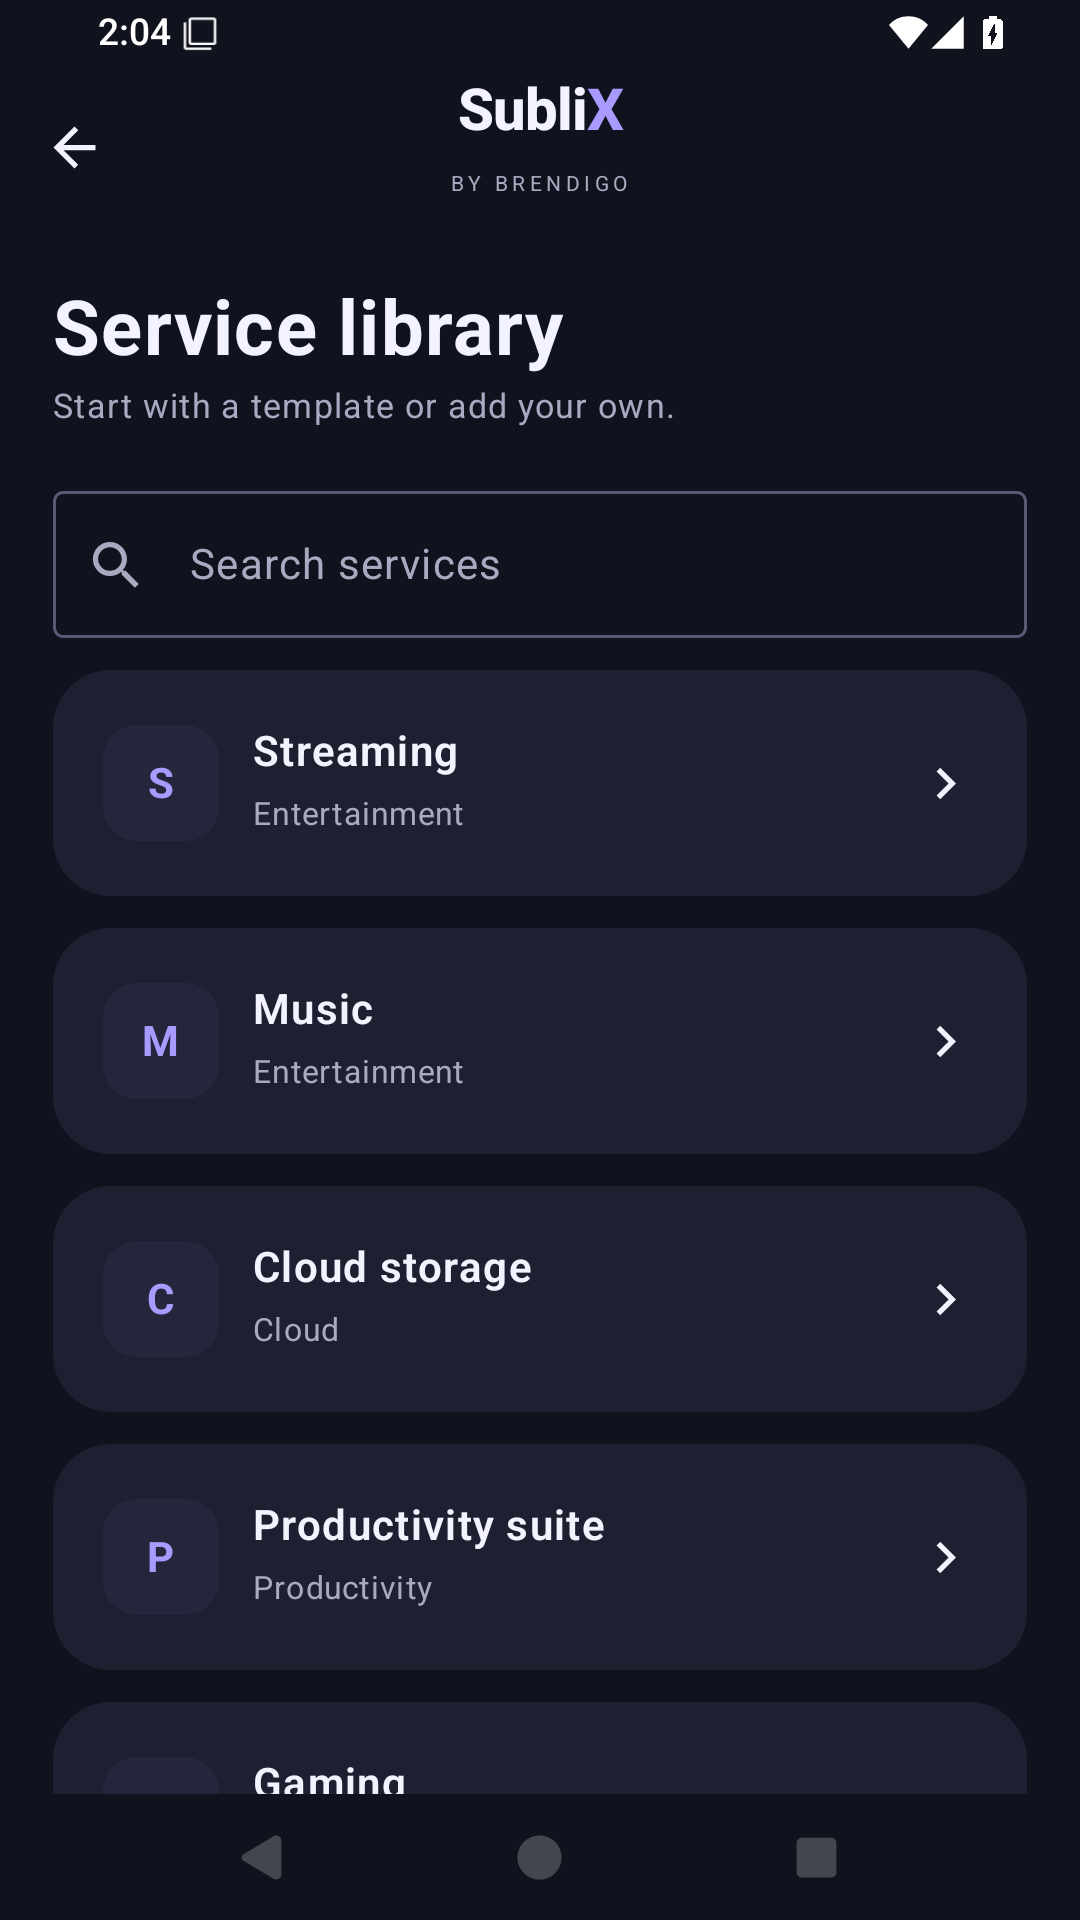 2:04
SubliX
BY BRENDIGO
Service library
Start with a template or add your own.
Search services
S
Streaming
Entertainment
M
Music
Entertainment
C
Cloud storage
Cloud
P
Productivity suite
Productivity
Gaming